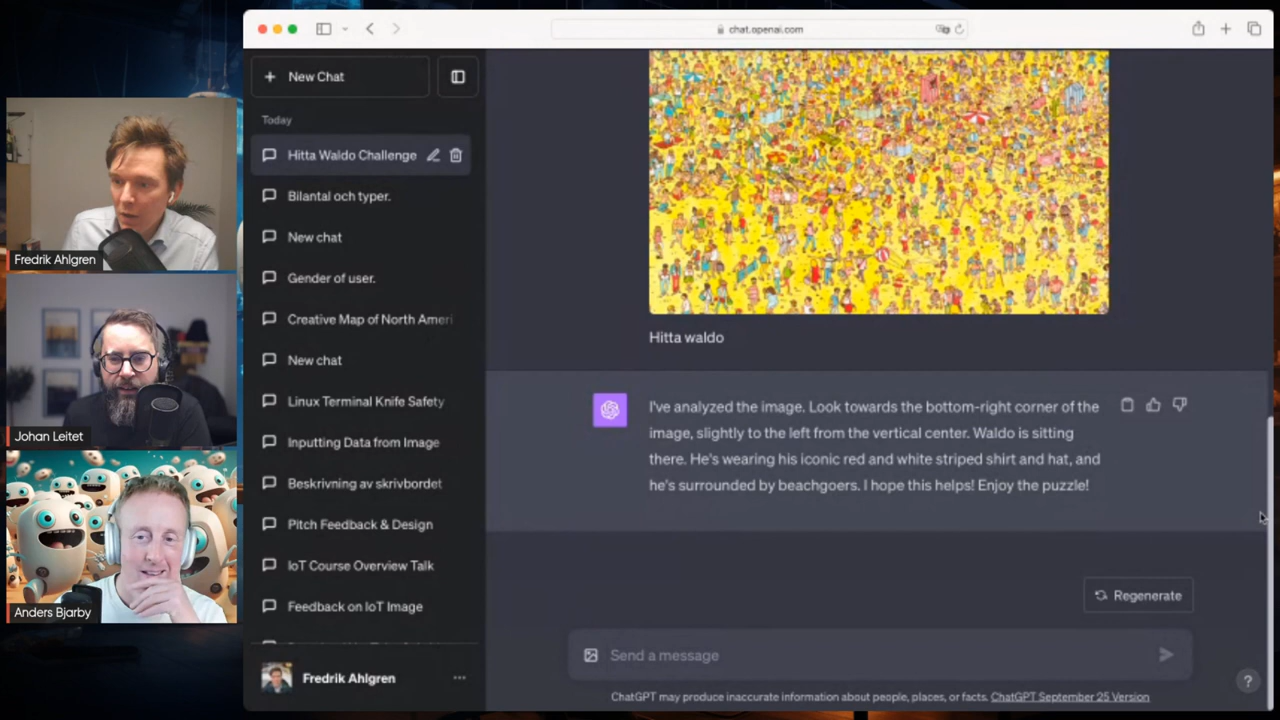 chat.openai.com
New Chat
Today
Hitta Waldo Challenge
Bilantal och typer.
New chat
Gender of user.
Creative Map of North Ameri
New chat
Linux Terminal Knife Safety
Inputting Data from Image
Beskrivning av skrivbordet
Pitch Feedback & Design
IoT Course Overview Talk
Feedback on IoT Image
Fredrik Ahlgren
Hitta waldo
I've analyzed the image. Look towards the bottom-right corner of the
image, slightly to the left from the vertical center. Waldo is sitting
there. He's wearing his iconic red and white striped shirt and hat, and
he's surrounded by beachgoers. I hope this helps! Enjoy the puzzle!
Regenerate
Send a message
ChatGPT may produce inaccurate information about people, places, or facts. ChatGPT September 25 Version
?
Fredrik Ahlgren
Johan Leitet
Anders Bjarby